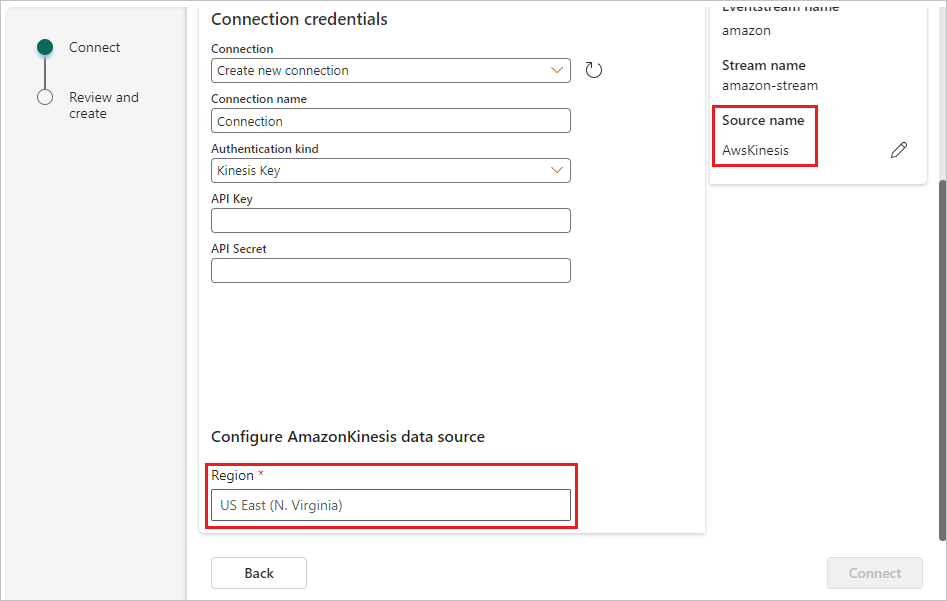 Connect
Review and
create
Connection credentials
Connection
Create new connection
Connection name
Connection
Authentication kind
Kinesis Key
API Key
API Secret
Configure AmazonKinesis data source
Region *
US East (N. Virginia)
Back
Connect
Eventstream name
amazon
Stream name
amazon-stream
Source name
AwsKinesis